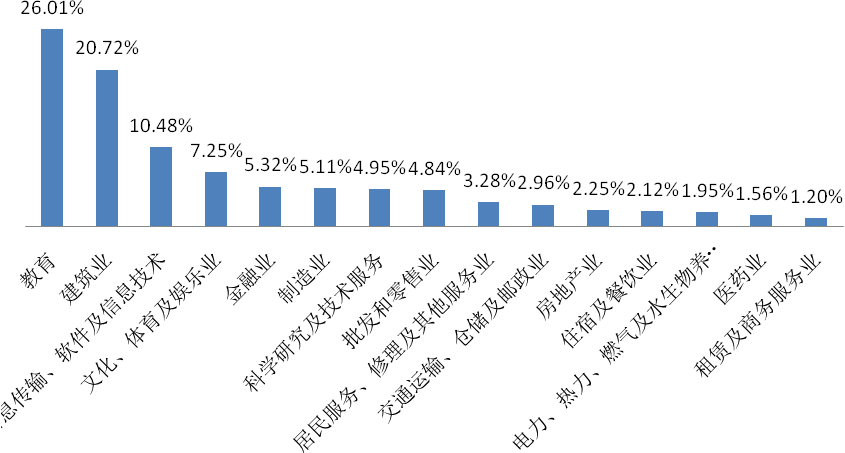 26.01%
20.72%
10.48%
7.25%
5.32%
5.11%
4.95%
4.84%
3.28%
2.96%
2.25%
2.12%
1.95%
1.56%
1.20%
教育
建筑业
息传输、软件及信息技术
文化、体育及娱乐业
金融业
制造业
科学研究及技术服务
批发和零售业
居民服务、修理及其他服务业
交通运输、仓储及邮政业
房地产业
住宿及餐饮业
电力、热力、燃气及水生物养…
医药业
租赁及商务服务业